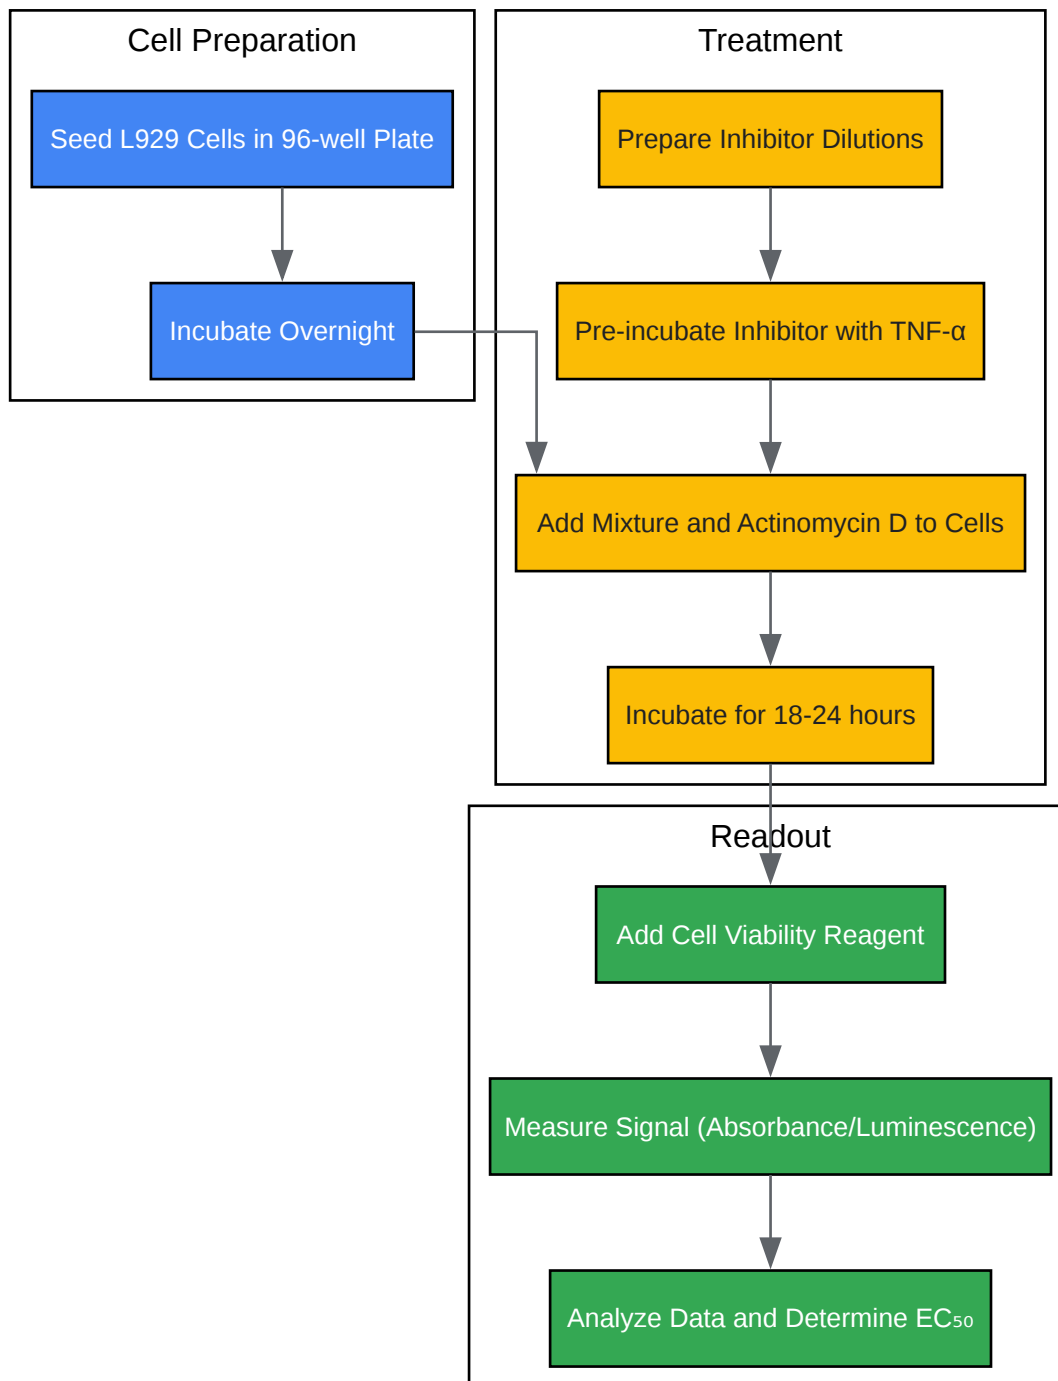 Cell Preparation
Seed L929 Cells in 96-well Plate
Incubate Overnight
Treatment
Prepare Inhibitor Dilutions
Pre-incubate Inhibitor with TNF-α
Add Mixture and Actinomycin D to Cells
Incubate for 18-24 hours
Readout
Add Cell Viability Reagent
Measure Signal (Absorbance/Luminescence)
Analyze Data and Determine EC₅₀